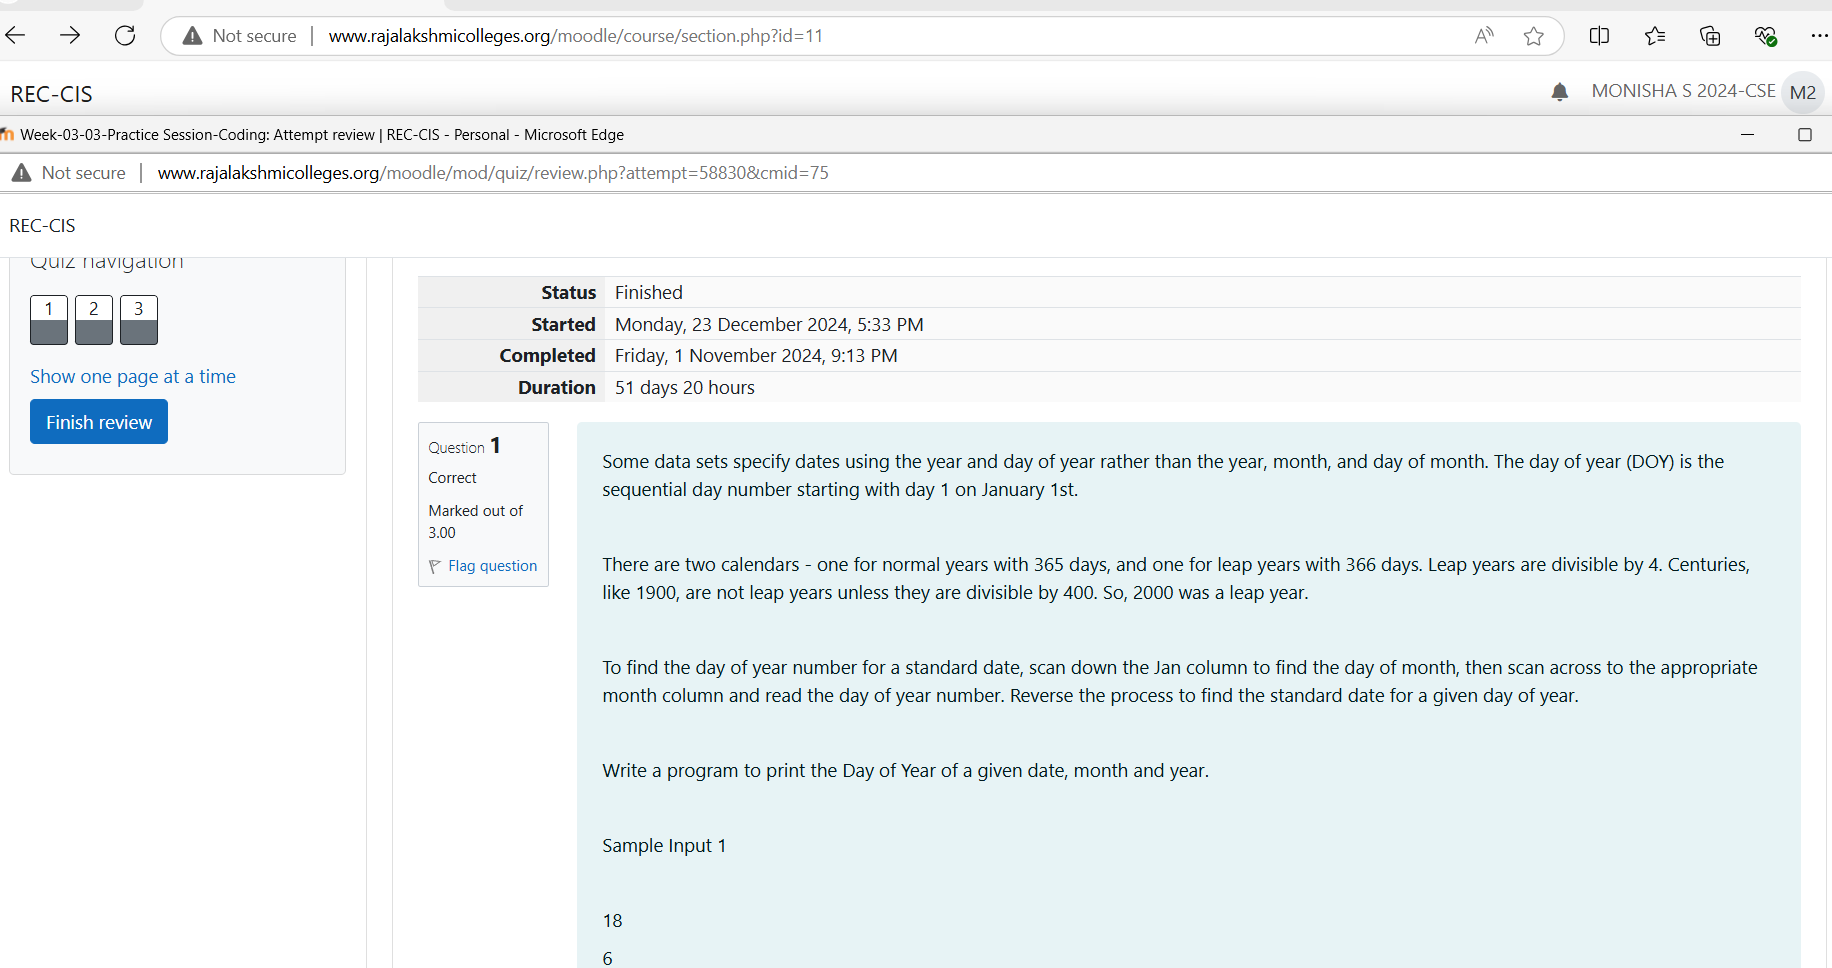 Not secure | www.rajalakshmicolleges.org/moodle/course/section.php?id=11
REC-CIS
MONISHA S 2024-CSE M2
Week-03-03-Practice Session-Coding: Attempt review | REC-CIS - Personal - Microsoft Edge
Not secure | www.rajalakshmicolleges.org/moodle/mod/quiz/review.php?attempt=58830&cmid=75
REC-CIS
Quiz navigation
1 2 3
Show one page at a time
Finish review
Status Finished
Started Monday, 23 December 2024, 5:33 PM
Completed Friday, 1 November 2024, 9:13 PM
Duration 51 days 20 hours
Question 1
Correct
Marked out of
3.00
Flag question
Some data sets specify dates using the year and day of year rather than the year, month, and day of month. The day of year (DOY) is the
sequential day number starting with day 1 on January 1st.
There are two calendars - one for normal years with 365 days, and one for leap years with 366 days. Leap years are divisible by 4. Centuries,
like 1900, are not leap years unless they are divisible by 400. So, 2000 was a leap year.
To find the day of year number for a standard date, scan down the Jan column to find the day of month, then scan across to the appropriate
month column and read the day of year number. Reverse the process to find the standard date for a given day of year.
Write a program to print the Day of Year of a given date, month and year.
Sample Input 1
18
6